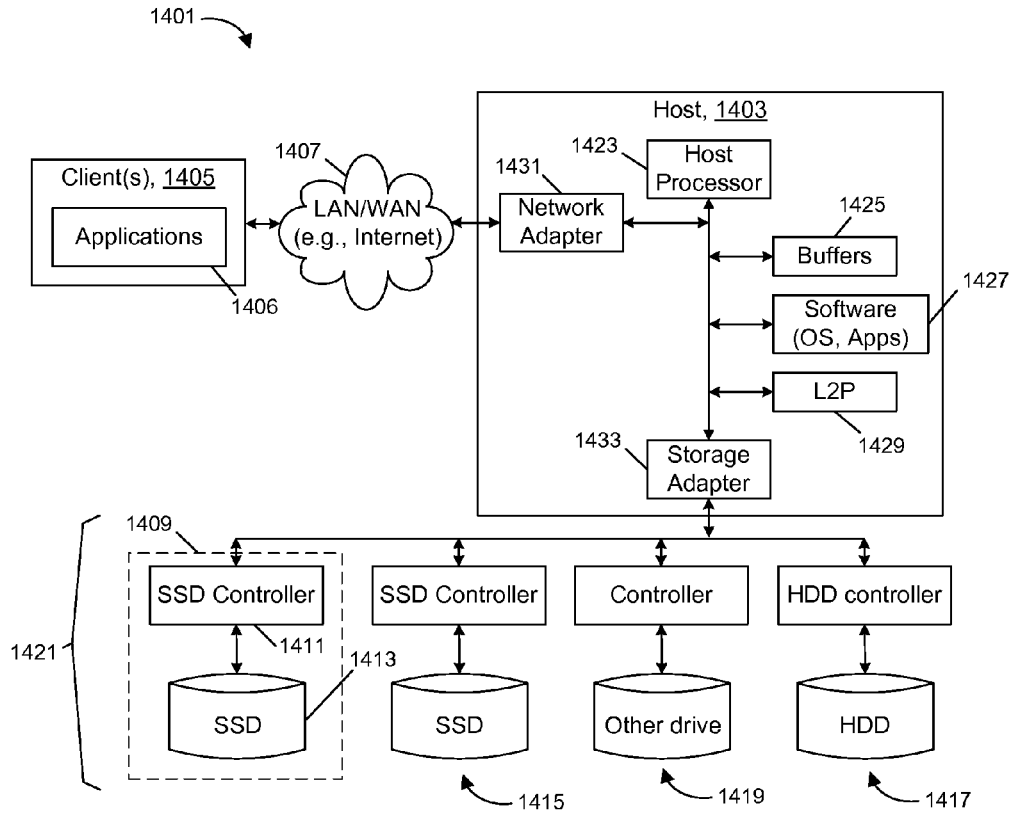 1401
Host, 1403
1423
Host
Processor
1407
1431
Client(s), 1405
LAN/WAN
(e.g., Internet)
Network
Adapter
1425
Applications
Buffers
1427
1406
Software
(OS, Apps)
L2P
1433
1429
Storage
Adapter
1409
SSD Controller
SSD Controller
Controller
HDD controller
1411
1421
1413
SSD
SSD
Other drive
HDD
1415
1419
1417